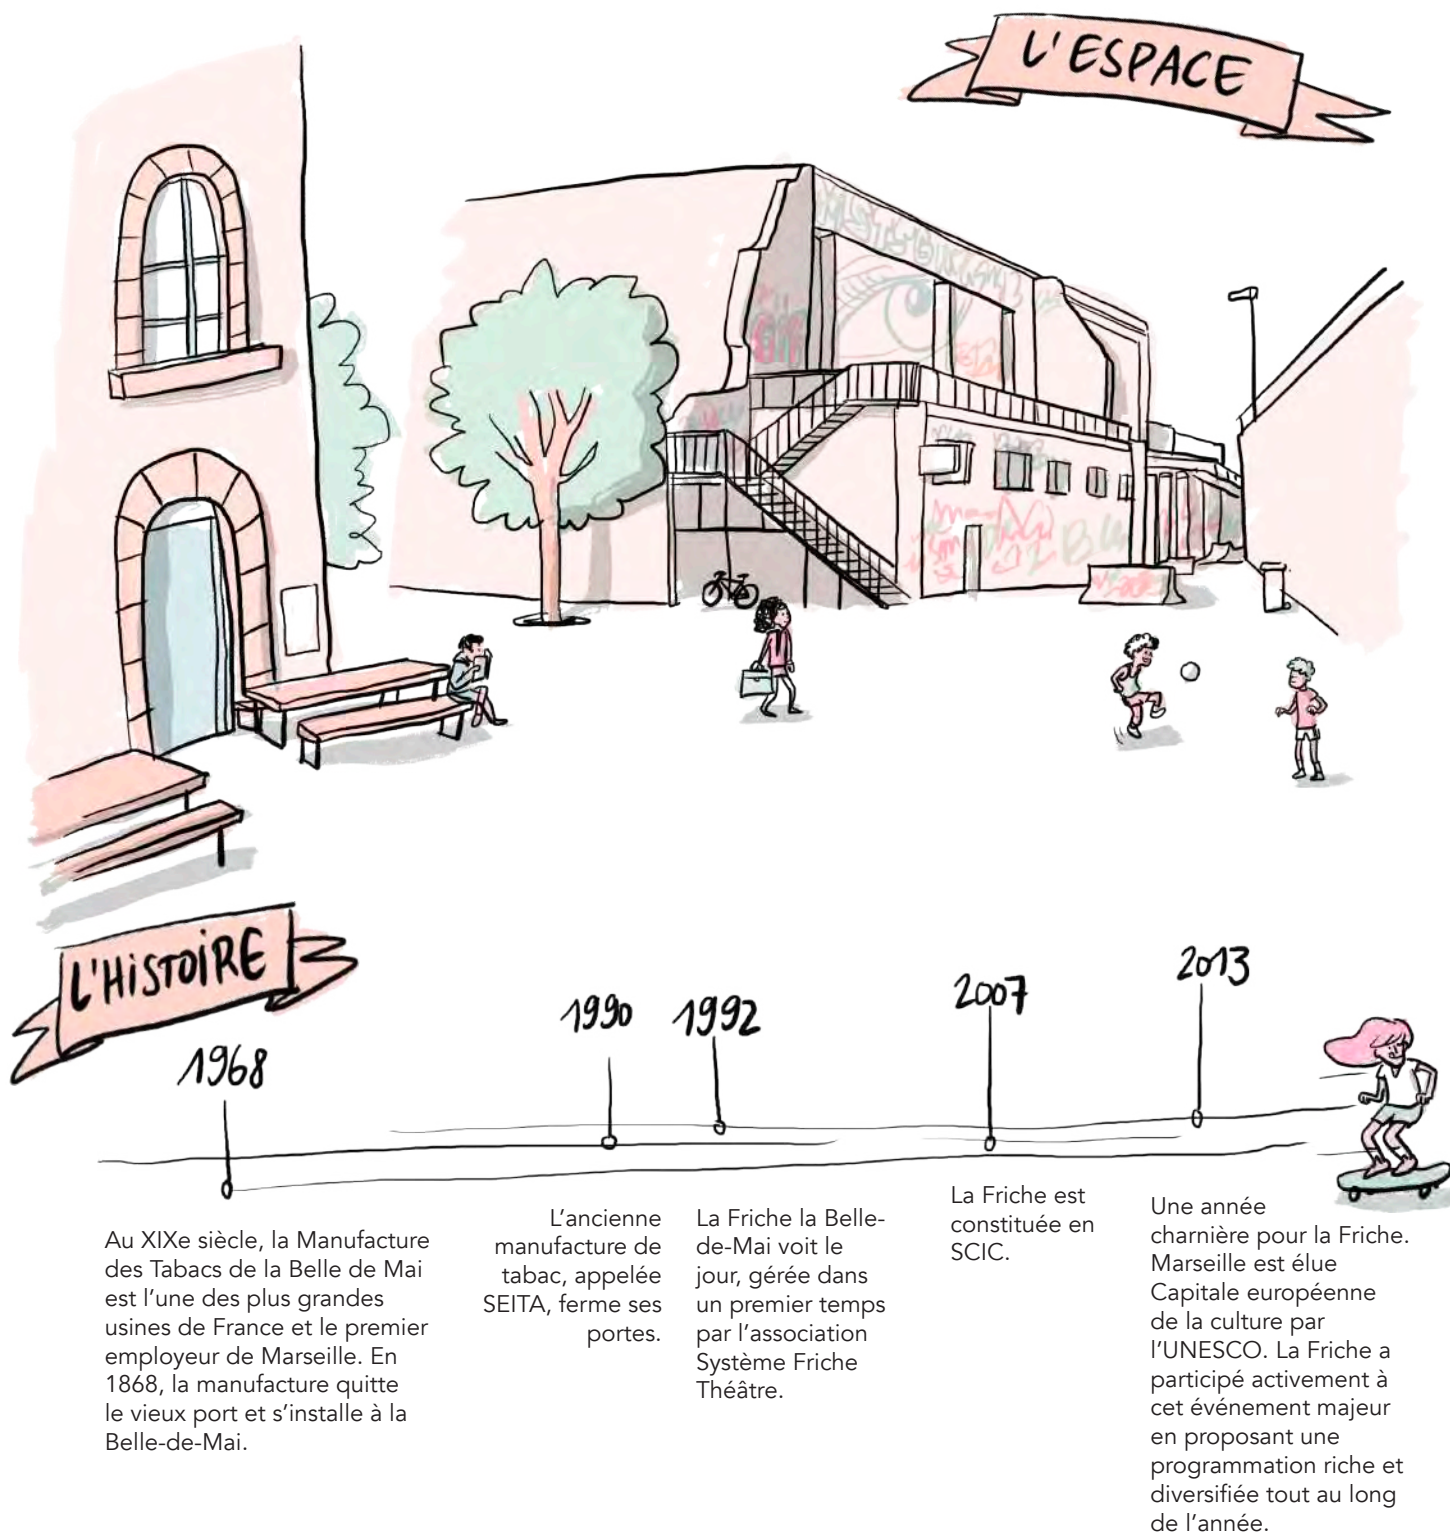 L'ESPACE
L'HISTOIRE
1968
1990
1992
2007
2013
Au XIXe siècle, la Manufacture
des Tabacs de la Belle de Mai
est l'une des plus grandes
usines de France et le premier
employeur de Marseille. En
1868, la manufacture quitte
le vieux port et s'installe à la
Belle-de-Mai.
L'ancienne
manufacture de
tabac, appelée
SEITA, ferme ses
portes.
La Friche la Belle-
de-Mai voit le
jour, gérée dans
un premier temps
par l'association
Système Friche
Théâtre.
La Friche est
constituée en
SCIC.
Une année
charnière pour la Friche.
Marseille est élue
Capitale européenne
de la culture par
l'UNESCO. La Friche a
participé activement à
cet événement majeur
en proposant une
programmation riche et
diversifiée tout au long
de l'année.